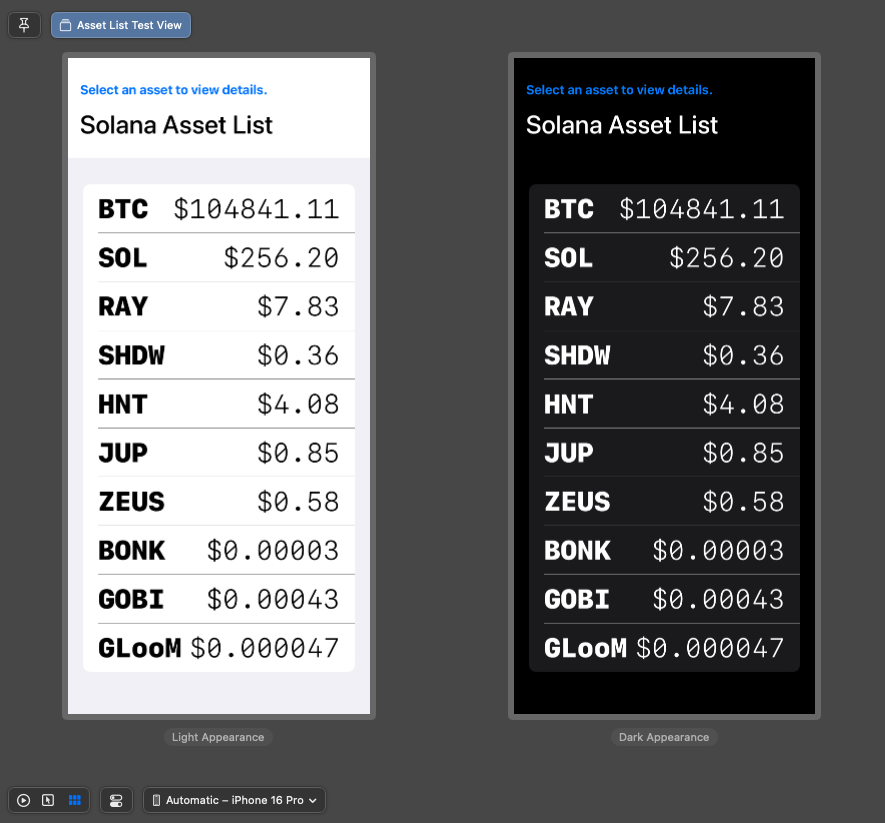 Asset List Test View
Select an asset to view details.
Solana Asset List
BTC $104841.11
SOL $256.20
RAY $7.83
SHDW $0.36
HNT $4.08
JUP $0.85
ZEUS $0.58
BONK $0.00003
GOBI $0.00043
GLooM $0.000047
Light Appearance
Select an asset to view details.
Solana Asset List
BTC $104841.11
SOL $256.20
RAY $7.83
SHDW $0.36
HNT $4.08
JUP $0.85
ZEUS $0.58
BONK $0.00003
GOBI $0.00043
GLooM $0.000047
Dark Appearance
Automatic – iPhone 16 Pro